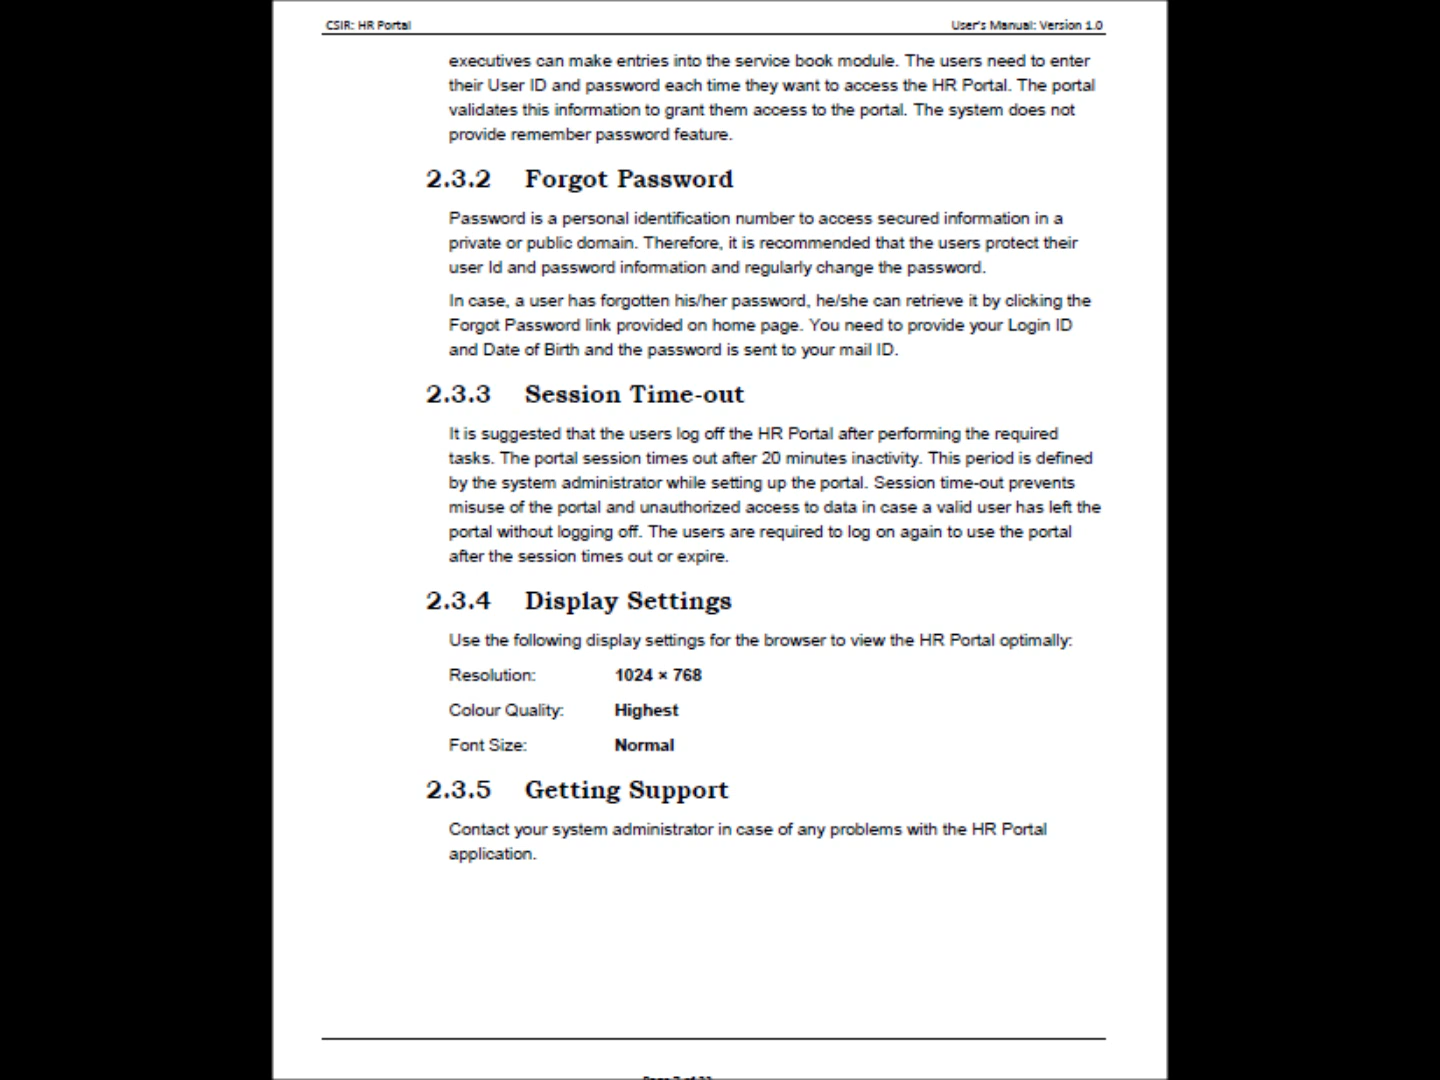 CSIR: HR Portal
User's Manual: Version 1.0
executives can make entries into the service book module. The users need to enter
their User ID and password each time they want to access the HR Portal. The portal
validates this information to grant them access to the portal. The system does not
provide remember password feature.
2.3.2 Forgot Password
Password is a personal identification number to access secured information in a
private or public domain. Therefore, it is recommended that the users protect their
user Id and password information and regularly change the password.
In case, a user has forgotten his/her password, he/she can retrieve it by clicking the
Forgot Password link provided on home page. You need to provide your Login ID
and Date of Birth and the password is sent to your mail ID.
2.3.3 Session Time-out
It is suggested that the users log off the HR Portal after performing the required
tasks. The portal session times out after 20 minutes inactivity. This period is defined
by the system administrator while setting up the portal. Session time-out prevents
misuse of the portal and unauthorized access to data in case a valid user has left the
portal without logging off. The users are required to log on again to use the portal
after the session times out or expire.
2.3.4 Display Settings
Use the following display settings for the browser to view the HR Portal optimally:
Resolution: 1024 × 768
Colour Quality: Highest
Font Size: Normal
2.3.5 Getting Support
Contact your system administrator in case of any problems with the HR Portal
application.